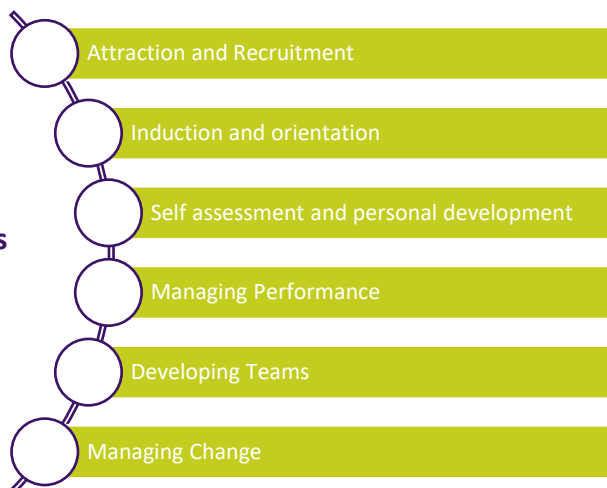 Attraction and Recruitment
Induction and orientation
Self assessment and personal development
s
Managing Performance
Developing Teams
Managing Change